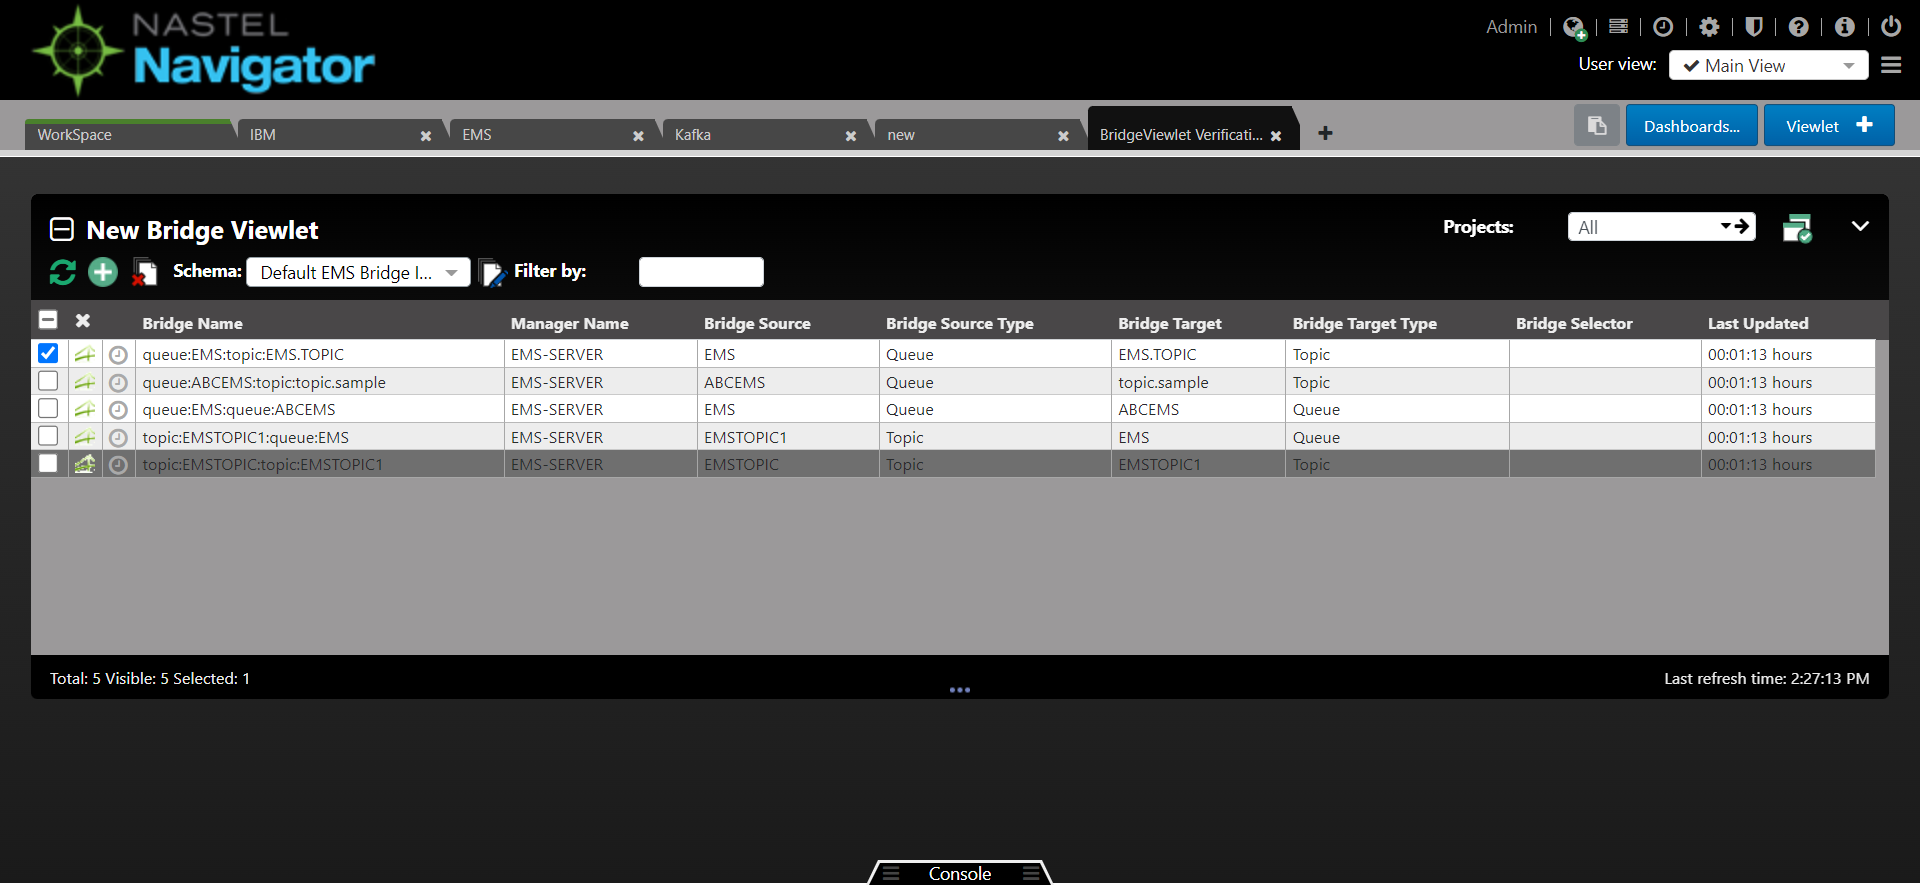 NASTEL
Navigator
Admin
User view: Main View
WorkSpace IBM EMS Kafka new BridgeViewlet Verificati... Dashboards... Viewlet
New Bridge Viewlet Projects: All
Schema: Default EMS Bridge I... Filter by:
Bridge Name Manager Name Bridge Source Bridge Source Type Bridge Target Bridge Target Type Bridge Selector Last Updated
queue:EMS:topic:EMS.TOPIC EMS-SERVER EMS Queue EMS.TOPIC Topic 00:01:13 hours
queue:ABCEMS:topic:topic.sample EMS-SERVER ABCEMS Queue topic.sample Topic 00:01:13 hours
queue:EMS:queue:ABCEMS EMS-SERVER EMS Queue ABCEMS Queue 00:01:13 hours
topic:EMSTOPIC1:queue:EMS EMS-SERVER EMSTOPIC1 Topic EMS Queue 00:01:13 hours
topic:EMSTOPIC:topic:EMSTOPIC1 EMS-SERVER EMSTOPIC Topic EMSTOPIC1 Topic 00:01:13 hours
Total: 5 Visible: 5 Selected: 1 Last refresh time: 2:27:13 PM
Console